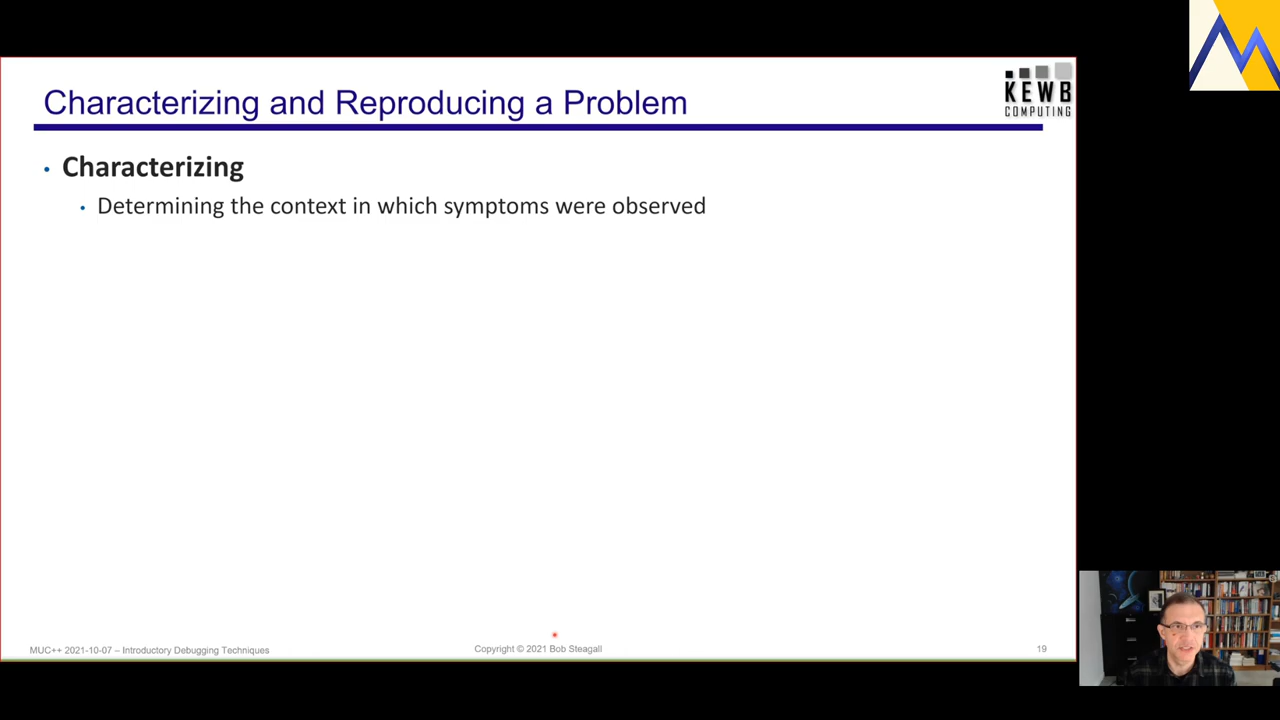 Characterizing and Reproducing a Problem
KEWB
COMPUTING
• Characterizing
• Determining the context in which symptoms were observed
MUC++ 2021-10-07 – Introductory Debugging Techniques
Copyright © 2021 Bob Steagall
19